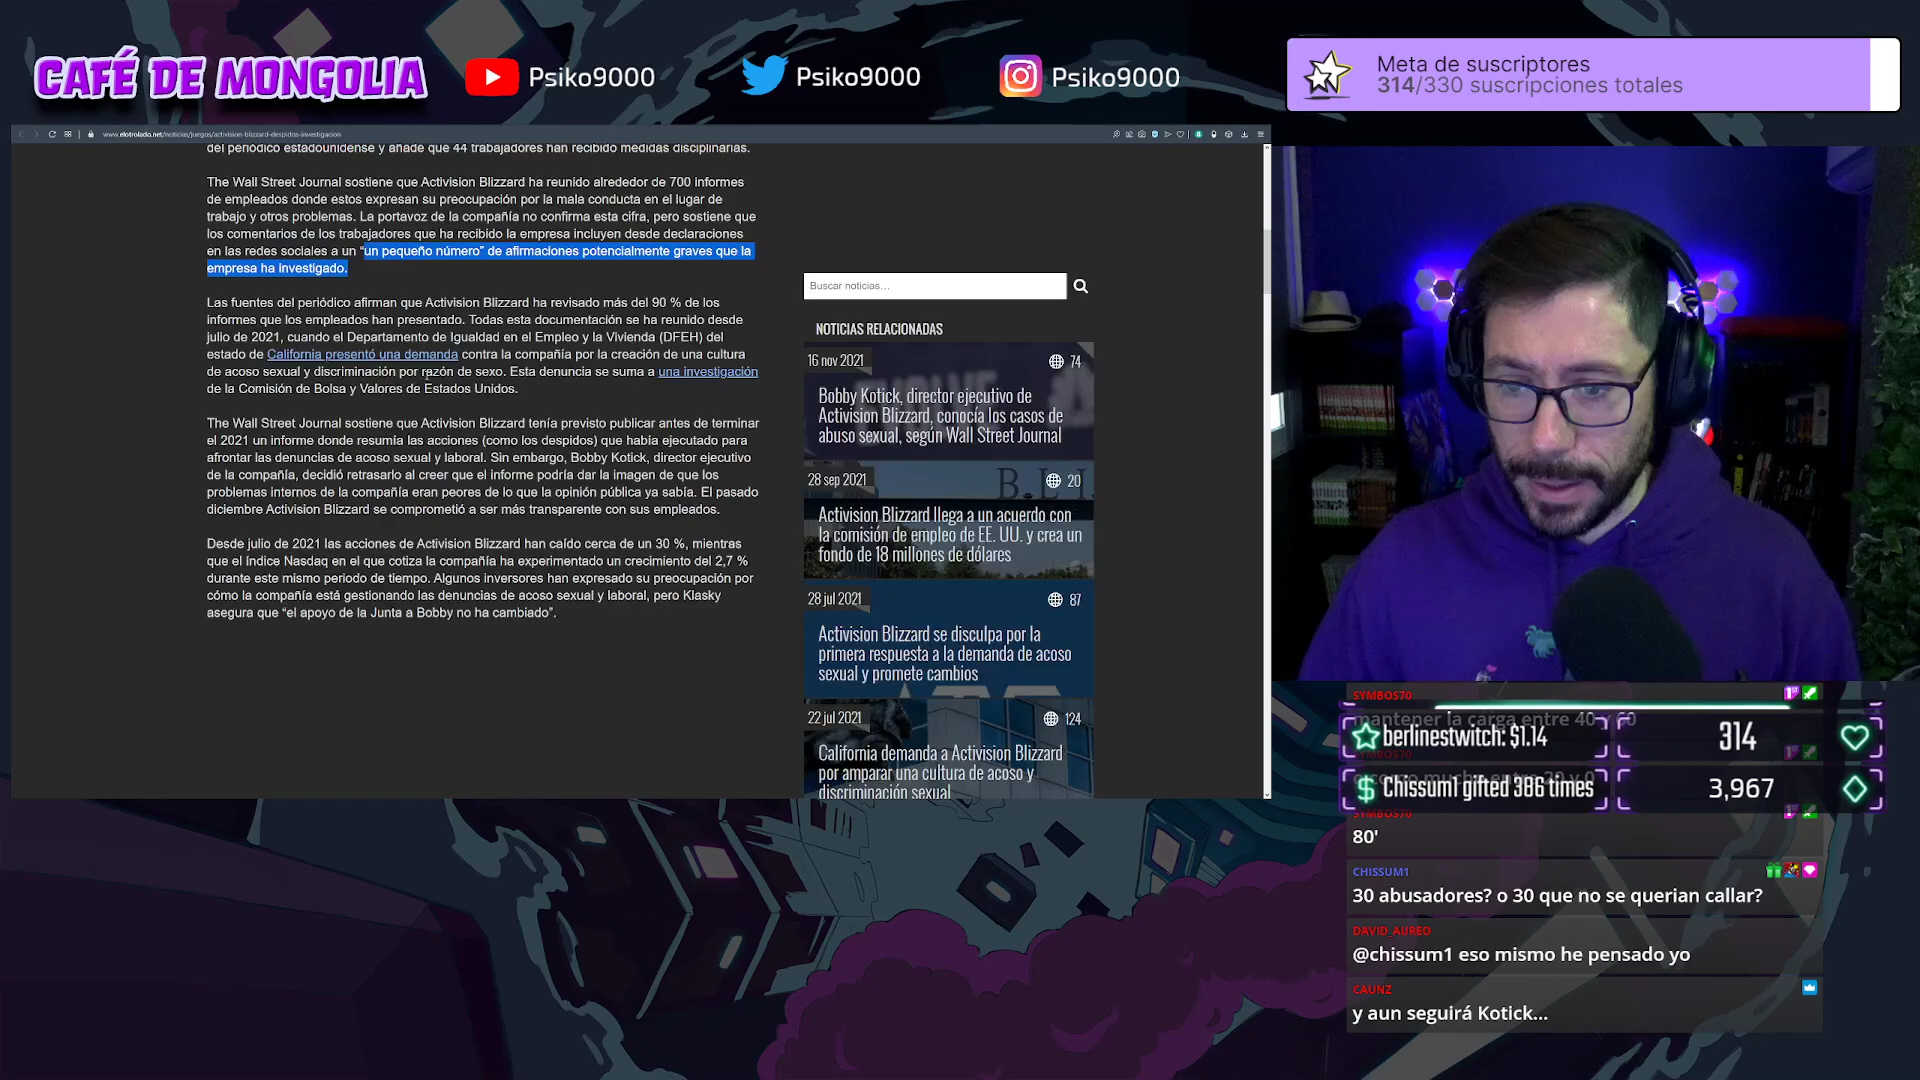 CAFÉ DE MONGOLIA
Psiko9000
Psiko9000
Psiko9000
Meta de suscriptores
314/330 suscripciones totales
www.elotrolado.net/noticias/juegos/activision-blizzard-despidos-investigacion
del periódico estadounidense y añade que 44 trabajadores han recibido medidas disciplinarias.
The Wall Street Journal sostiene que Activision Blizzard ha reunido alrededor de 700 informes
de empleados donde estos expresan su preocupación por la mala conducta en el lugar de
trabajo y otros problemas. La portavoz de la compañía no confirma esta cifra, pero sostiene que
los comentarios de los trabajadores que ha recibido la empresa incluyen desde declaraciones
en las redes sociales a un “un pequeño número” de afirmaciones potencialmente graves que la
empresa ha investigado.
Las fuentes del periódico afirman que Activision Blizzard ha revisado más del 90 % de los
informes que los empleados han presentado. Todas esta documentación se ha reunido desde
julio de 2021, cuando el Departamento de Igualdad en el Empleo y la Vivienda (DFEH) del
estado de California presentó una demanda contra la compañía por la creación de una cultura
de acoso sexual y discriminación por razón de sexo. Esta denuncia se suma a una investigación
de la Comisión de Bolsa y Valores de Estados Unidos.
The Wall Street Journal sostiene que Activision Blizzard tenía previsto publicar antes de terminar
el 2021 un informe donde resumía las acciones (como los despidos) que había ejecutado para
afrontar las denuncias de acoso sexual y laboral. Sin embargo, Bobby Kotick, director ejecutivo
de la compañía, decidió retrasarlo al creer que el informe podría dar la imagen de que los
problemas internos de la compañía eran peores de lo que la opinión pública ya sabía. El pasado
diciembre Activision Blizzard se comprometió a ser más transparente con sus empleados.
Desde julio de 2021 las acciones de Activision Blizzard han caído cerca de un 30 %, mientras
que el índice Nasdaq en el que cotiza la compañía ha experimentado un crecimiento del 2,7 %
durante este mismo periodo de tiempo. Algunos inversores han expresado su preocupación por
cómo la compañía está gestionando las denuncias de acoso sexual y laboral, pero Klasky
asegura que “el apoyo de la Junta a Bobby no ha cambiado”.
Buscar noticias...
NOTICIAS RELACIONADAS
16 nov 2021
74
Bobby Kotick, director ejecutivo de
Activision Blizzard, conocía los casos de
abuso sexual, según Wall Street Journal
28 sep 2021
20
Activision Blizzard llega a un acuerdo con
la comisión de empleo de EE. UU. y crea un
fondo de 18 millones de dólares
28 jul 2021
87
Activision Blizzard se disculpa por la
primera respuesta a la demanda de acoso
sexual y promete cambios
22 jul 2021
124
California demanda a Activision Blizzard
por amparar una cultura de acoso y
discriminación sexual
SYMBOS70
mantener la carga entre 40 y 60
berlinestwitch: $1.14
314
SYMBOS70
Chissum1 gifted 386 times
3,967
SYMBOS70
80'
CHISSUM1
30 abusadores? o 30 que no se querian callar?
DAVID_AUREO
@chissum1 eso mismo he pensado yo
CAUNZ
y aun seguirá Kotick...